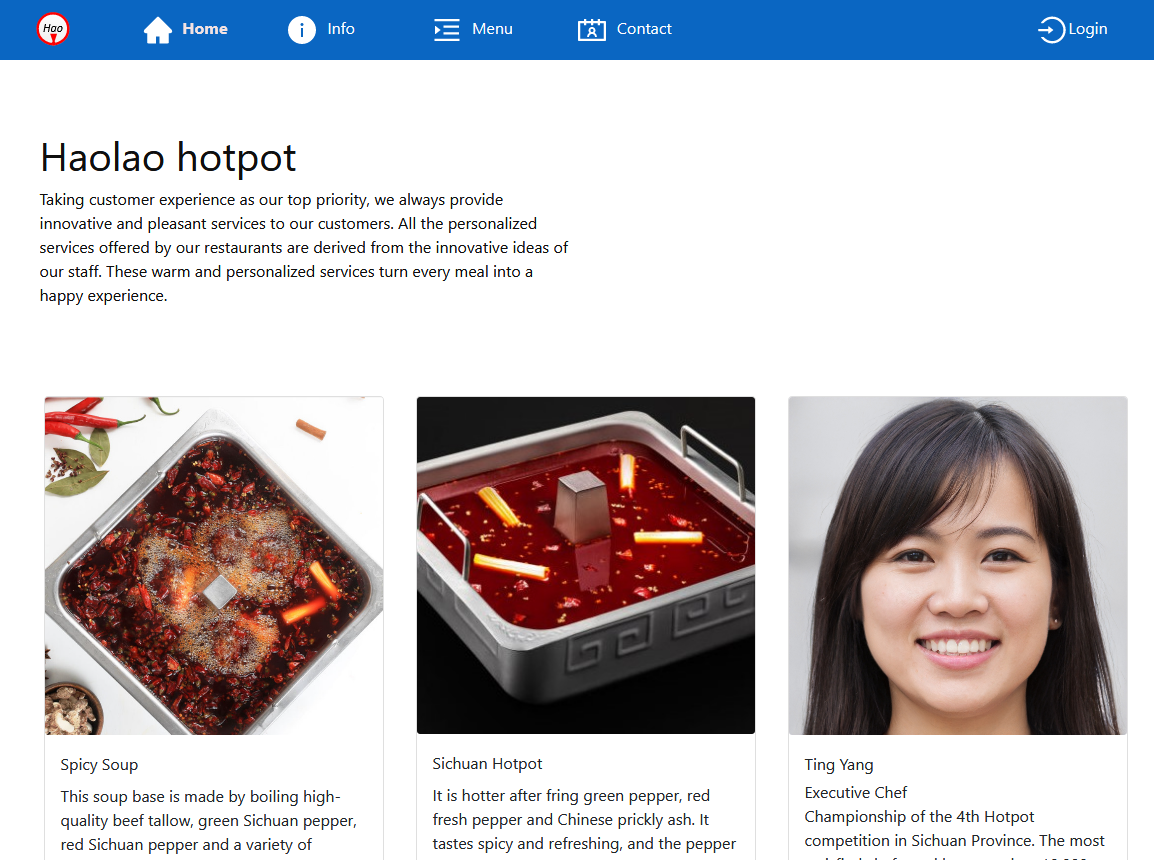 Hao
Home
Info
Menu
Contact
Login
Haolao hotpot
Taking customer experience as our top priority, we always provide
innovative and pleasant services to our customers. All the personalized
services offered by our restaurants are derived from the innovative ideas of
our staff. These warm and personalized services turn every meal into a
happy experience.
Spicy Soup
This soup base is made by boiling high-
quality beef tallow, green Sichuan pepper,
red Sichuan pepper and a variety of
Sichuan Hotpot
It is hotter after fring green pepper, red
fresh pepper and Chinese prickly ash. It
tastes spicy and refreshing, and the pepper
Ting Yang
Executive Chef
Championship of the 4th Hotpot
competition in Sichuan Province. The most